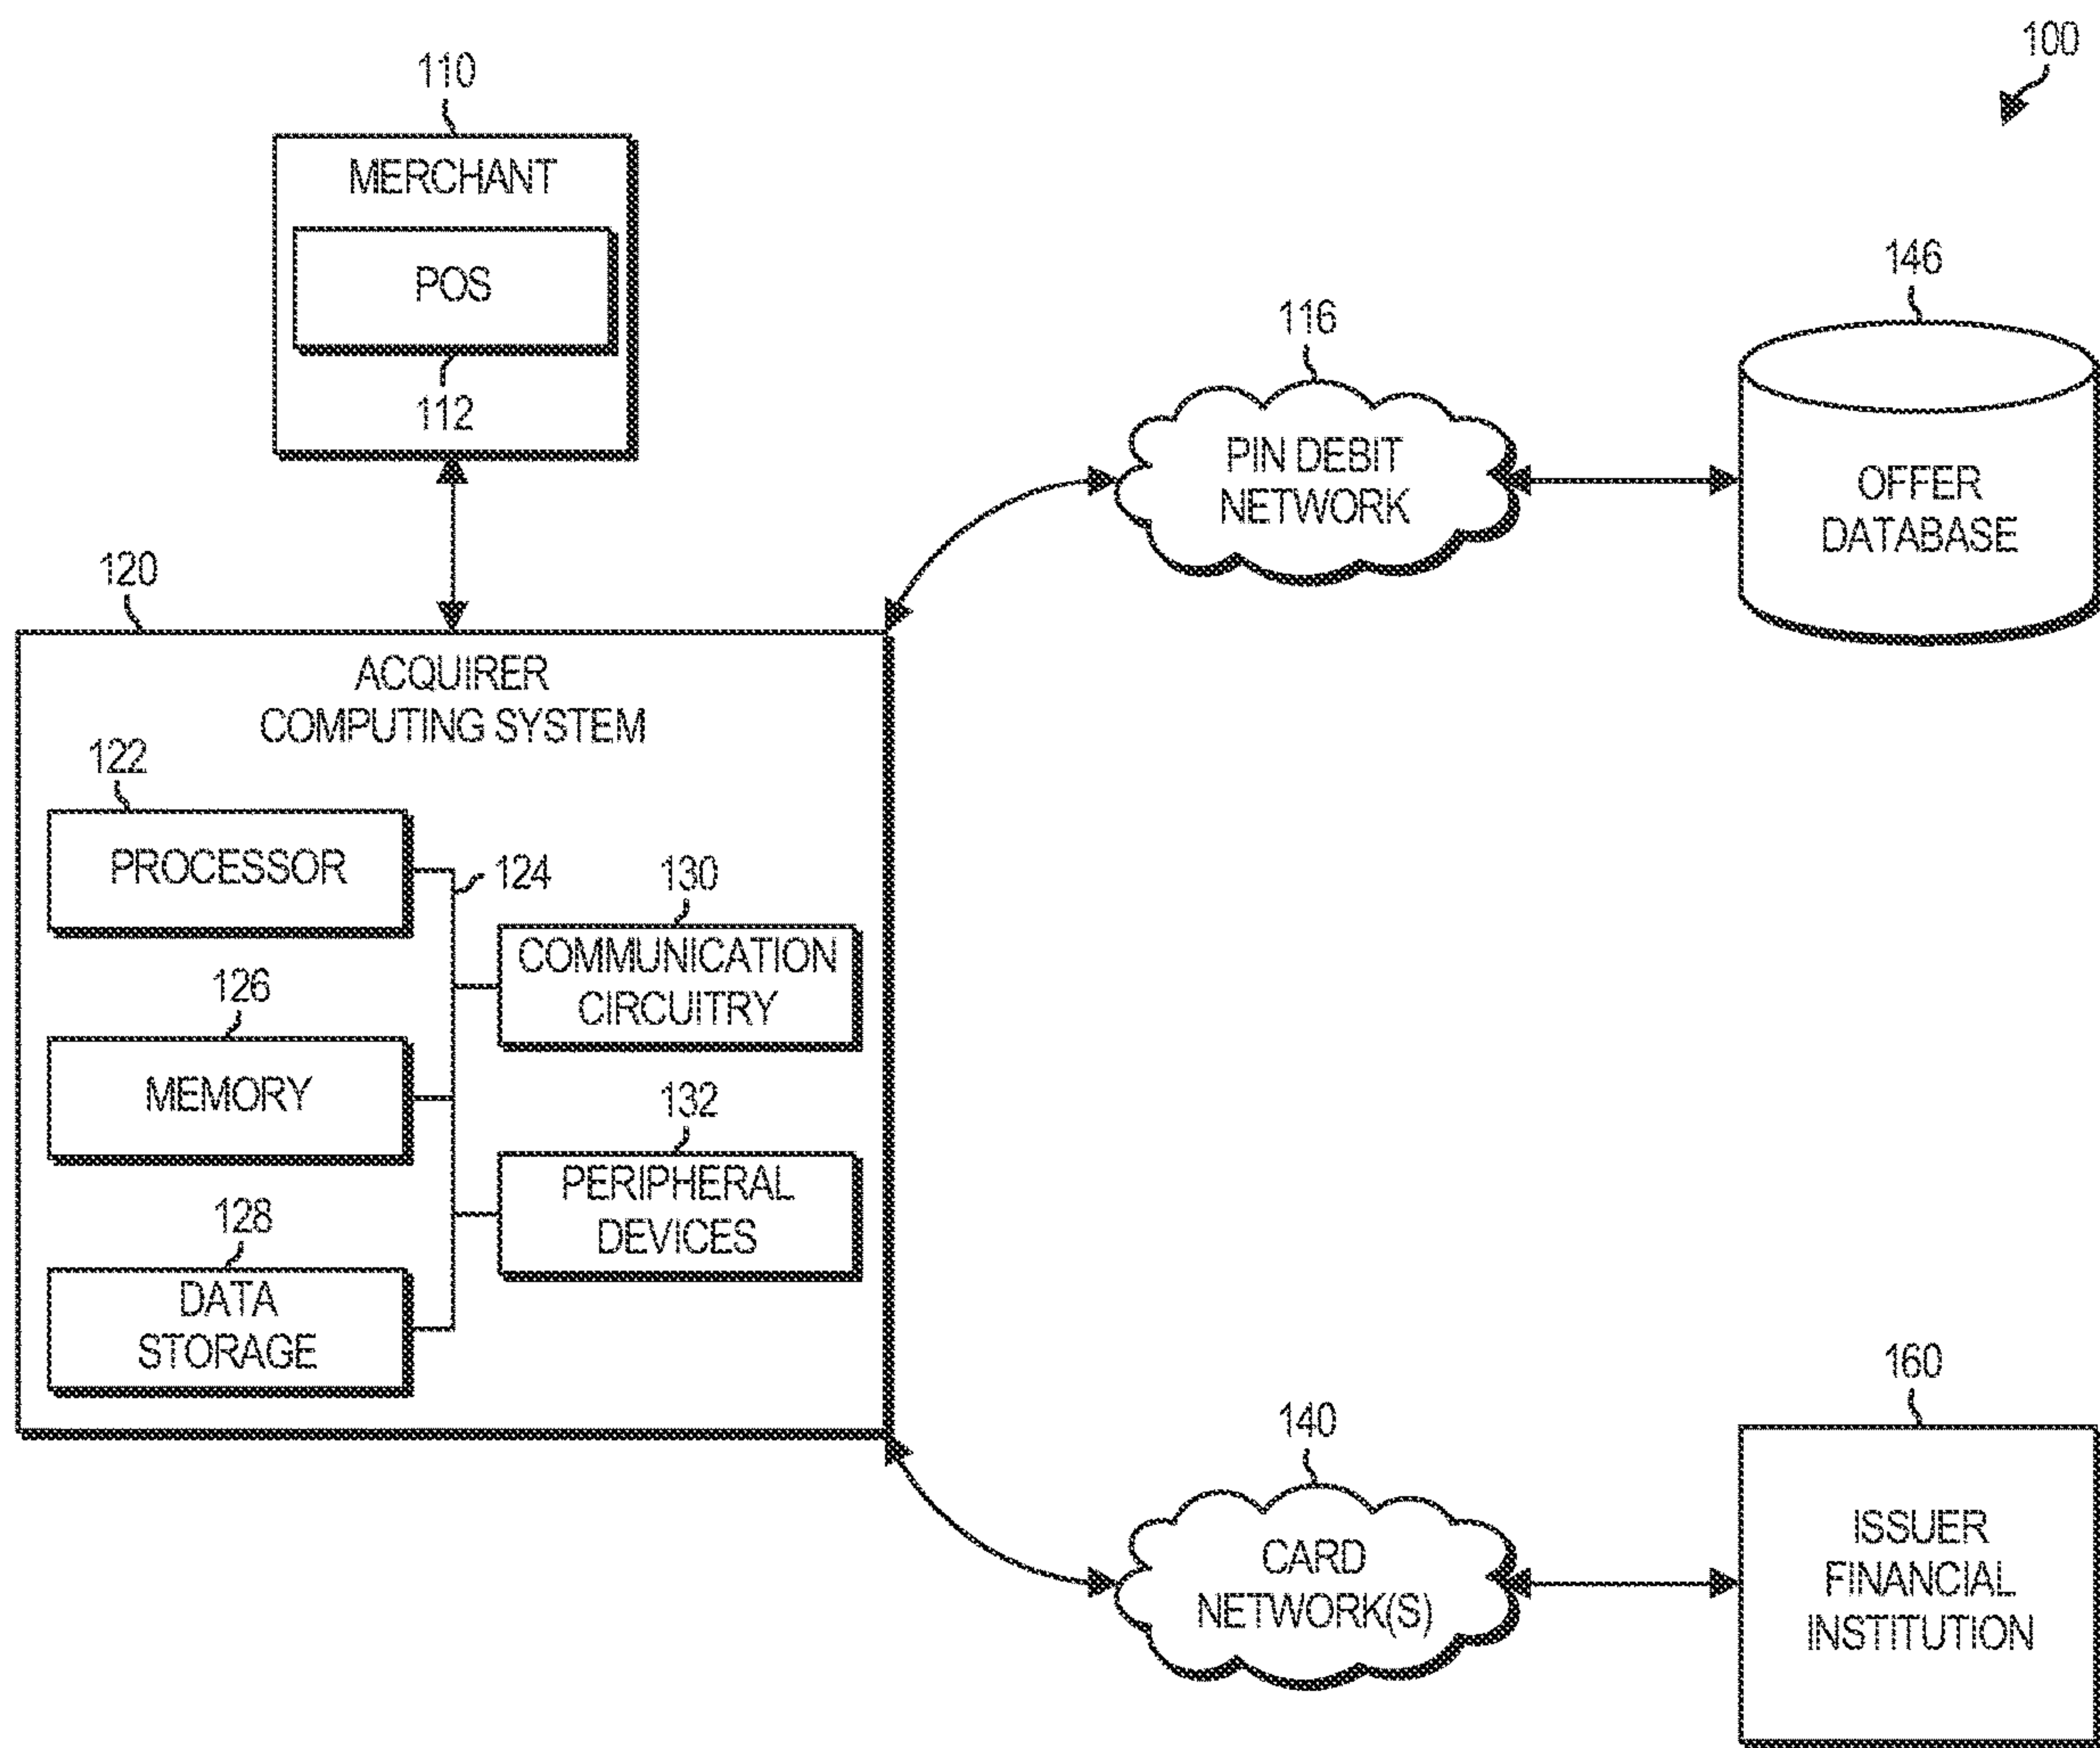 100
110
MERCHANT
POS
112
116
PIN DEBIT
NETWORK
146
OFFER
DATABASE
120
ACQUIRER
COMPUTING SYSTEM
122
PROCESSOR
124
130
COMMUNICATION
CIRCUITRY
126
MEMORY
132
PERIPHERAL
DEVICES
128
DATA
STORAGE
140
CARD
NETWORK(S)
160
ISSUER
FINANCIAL
INSTITUTION